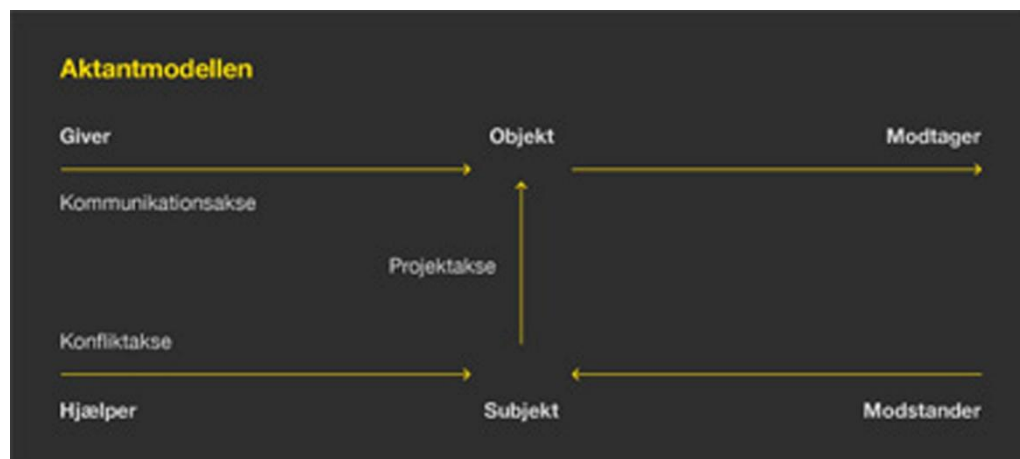 Aktantmodellen
Giver Objekt Modtager
Kommunikationsakse
Projektakse
Konfliktakse
Hjælper Subjekt Modstander